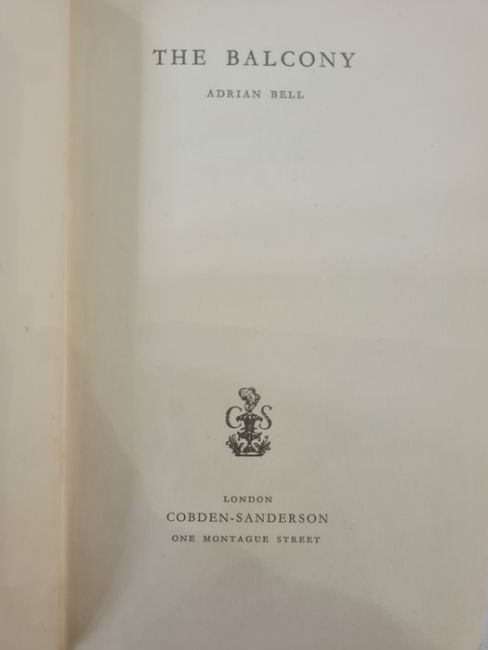 THE BALCONY
ADRIAN BELL
C S
LONDON
COBDEN-SANDERSON
ONE MONTAGUE STREET